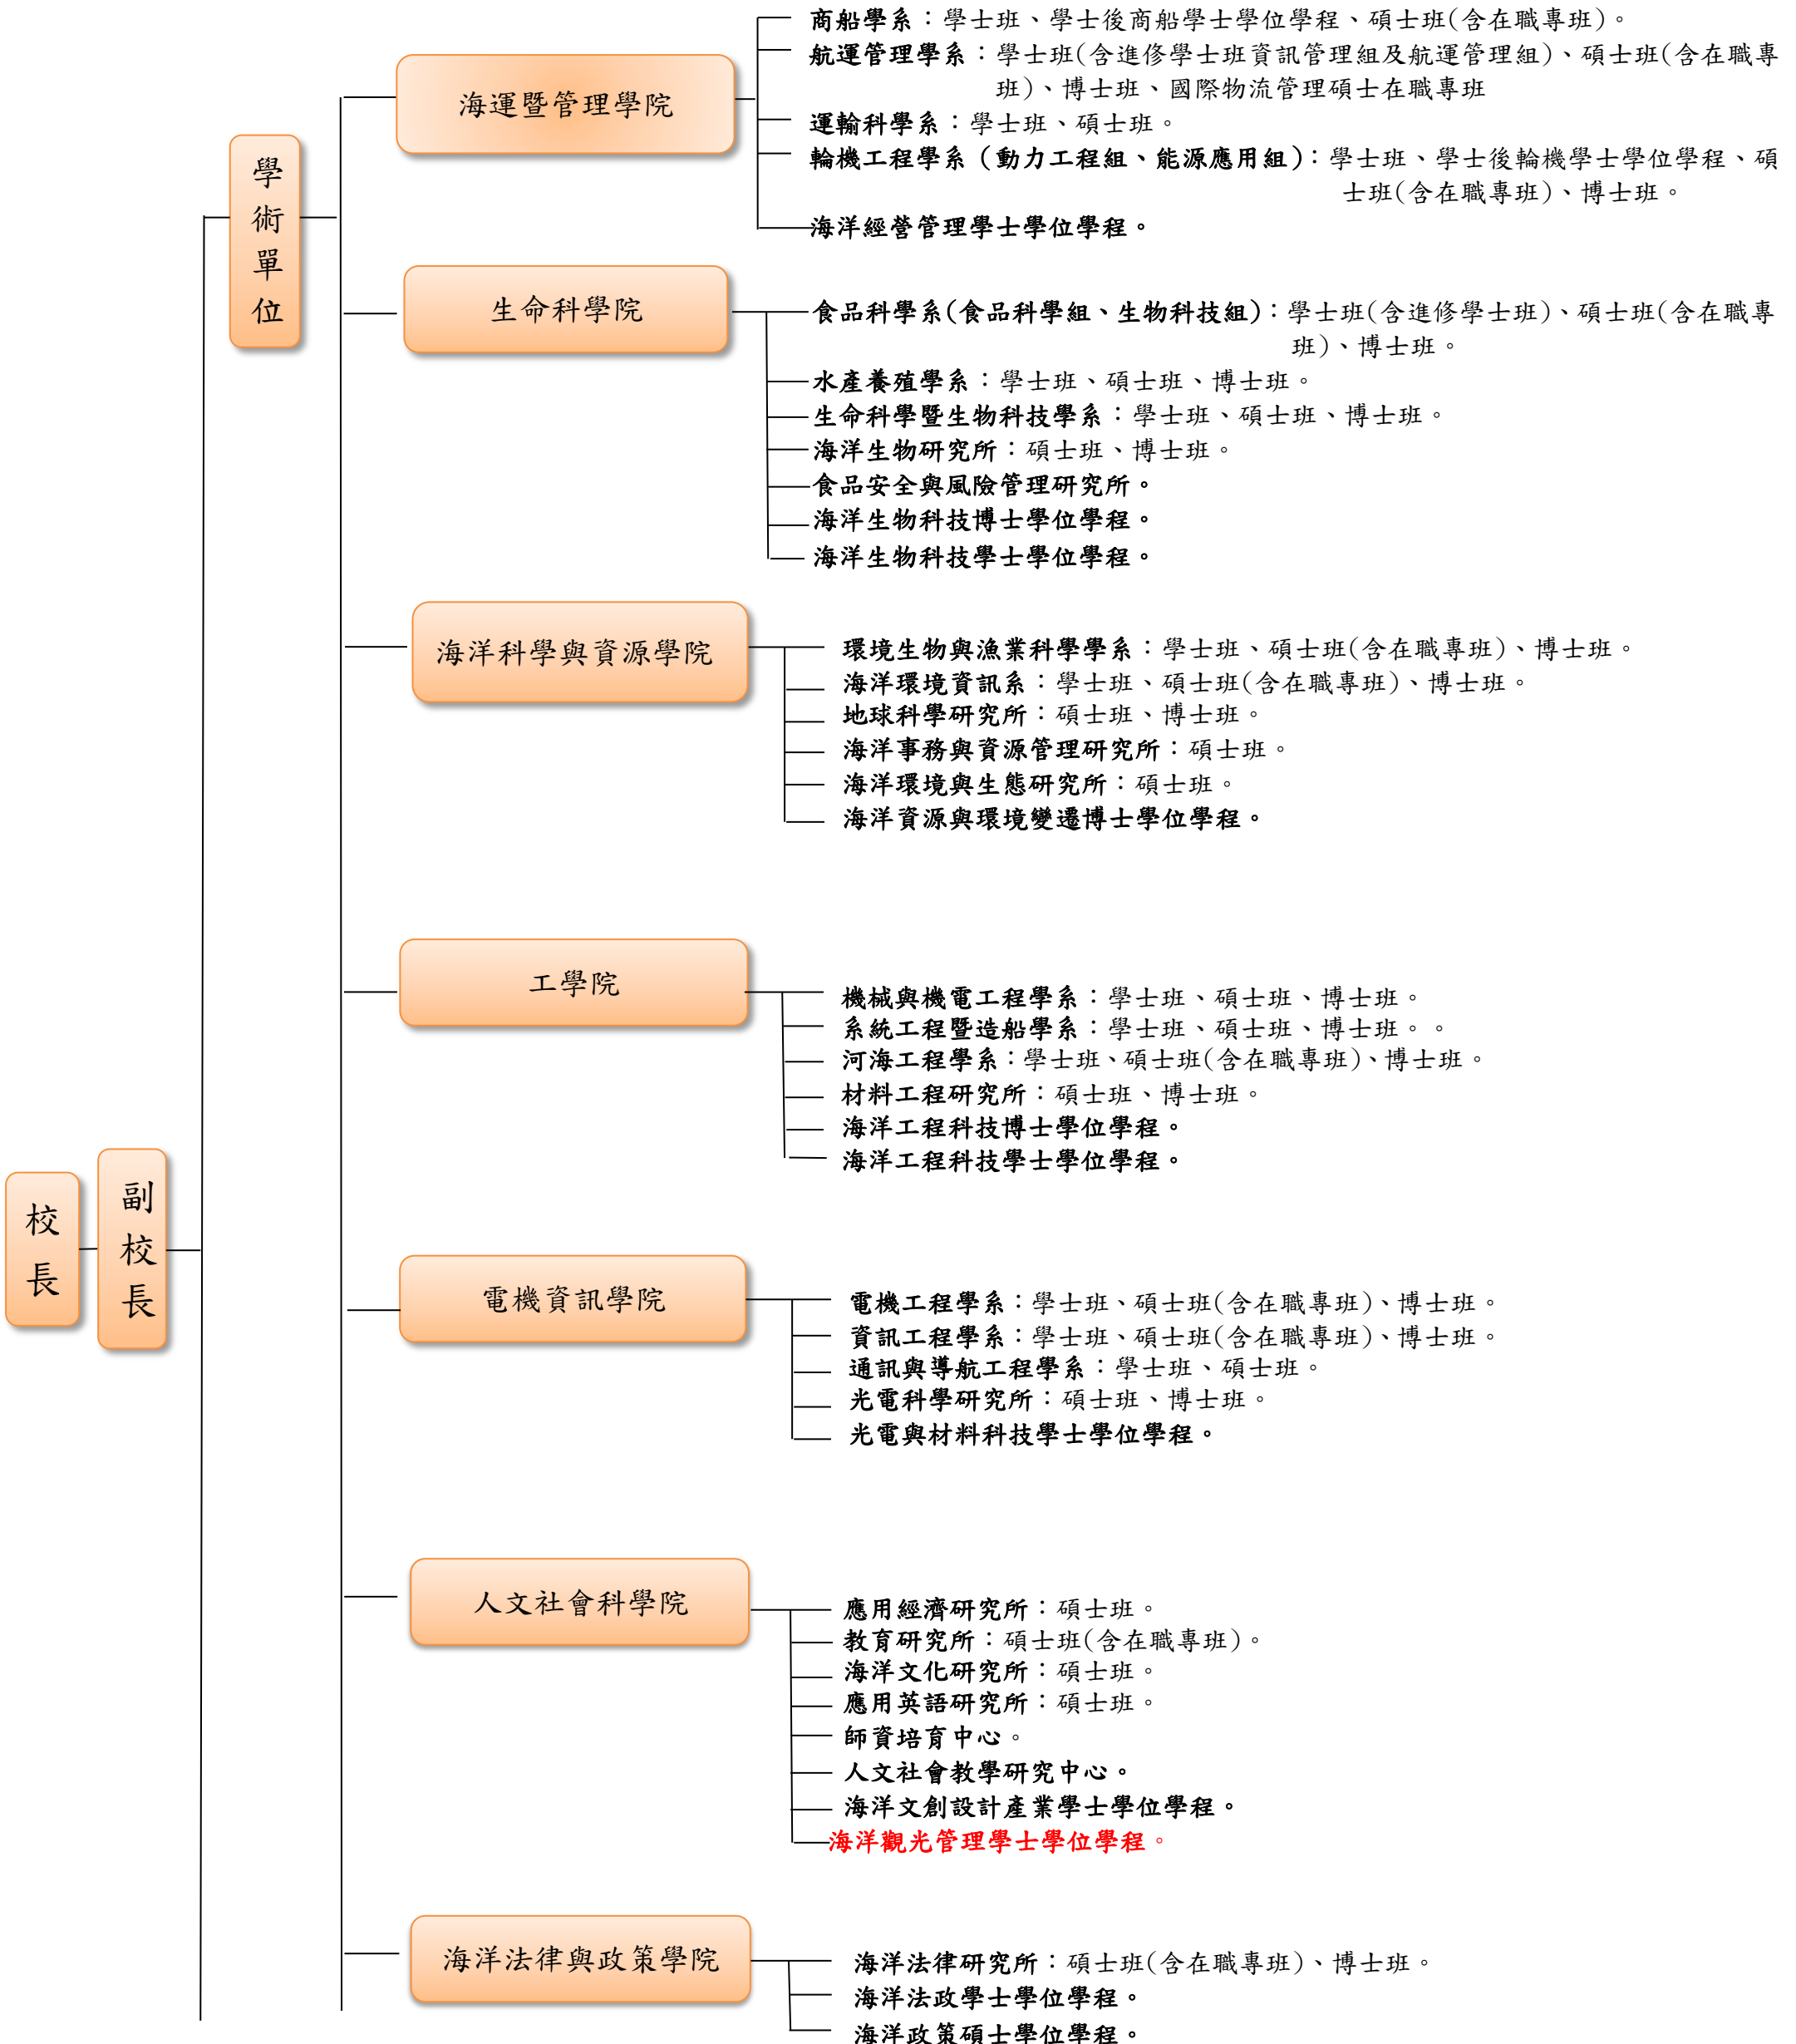 校長
副校長
學術單位
海運暨管理學院
商船學系：學士班、學士後商船學士學位學程、碩士班(含在職專班)。
航運管理學系：學士班(含進修學士班資訊管理組及航運管理組)、碩士班(含在職專
班)、博士班、國際物流管理碩士在職專班
運輸科學系：學士班、碩士班。
輪機工程學系（動力工程組、能源應用組）：學士班、學士後輪機學士學位學程、碩
士班(含在職專班)、博士班。
海洋經營管理學士學位學程。
生命科學院
食品科學系(食品科學組、生物科技組)：學士班(含進修學士班)、碩士班(含在職專
班)、博士班。
水產養殖學系：學士班、碩士班、博士班。
生命科學暨生物科技學系：學士班、碩士班、博士班。
海洋生物研究所：碩士班、博士班。
食品安全與風險管理研究所。
海洋生物科技博士學位學程。
海洋生物科技學士學位學程。
海洋科學與資源學院
環境生物與漁業科學學系：學士班、碩士班(含在職專班)、博士班。
海洋環境資訊系：學士班、碩士班(含在職專班)、博士班。
地球科學研究所：碩士班、博士班。
海洋事務與資源管理研究所：碩士班。
海洋環境與生態研究所：碩士班。
海洋資源與環境變遷博士學位學程。
工學院
機械與機電工程學系：學士班、碩士班、博士班。
系統工程暨造船學系：學士班、碩士班、博士班。。
河海工程學系：學士班、碩士班(含在職專班)、博士班。
材料工程研究所：碩士班、博士班。
海洋工程科技博士學位學程。
海洋工程科技學士學位學程。
電機資訊學院
電機工程學系：學士班、碩士班(含在職專班)、博士班。
資訊工程學系：學士班、碩士班(含在職專班)、博士班。
通訊與導航工程學系：學士班、碩士班。
光電科學研究所：碩士班、博士班。
光電與材料科技學士學位學程。
人文社會科學院
應用經濟研究所：碩士班。
教育研究所：碩士班(含在職專班)。
海洋文化研究所：碩士班。
應用英語研究所：碩士班。
師資培育中心。
人文社會教學研究中心。
海洋文創設計產業學士學位學程。
海洋觀光管理學士學位學程。
海洋法律與政策學院
海洋法律研究所：碩士班(含在職專班)、博士班。
海洋法政學士學位學程。
海洋政策碩士學位學程。